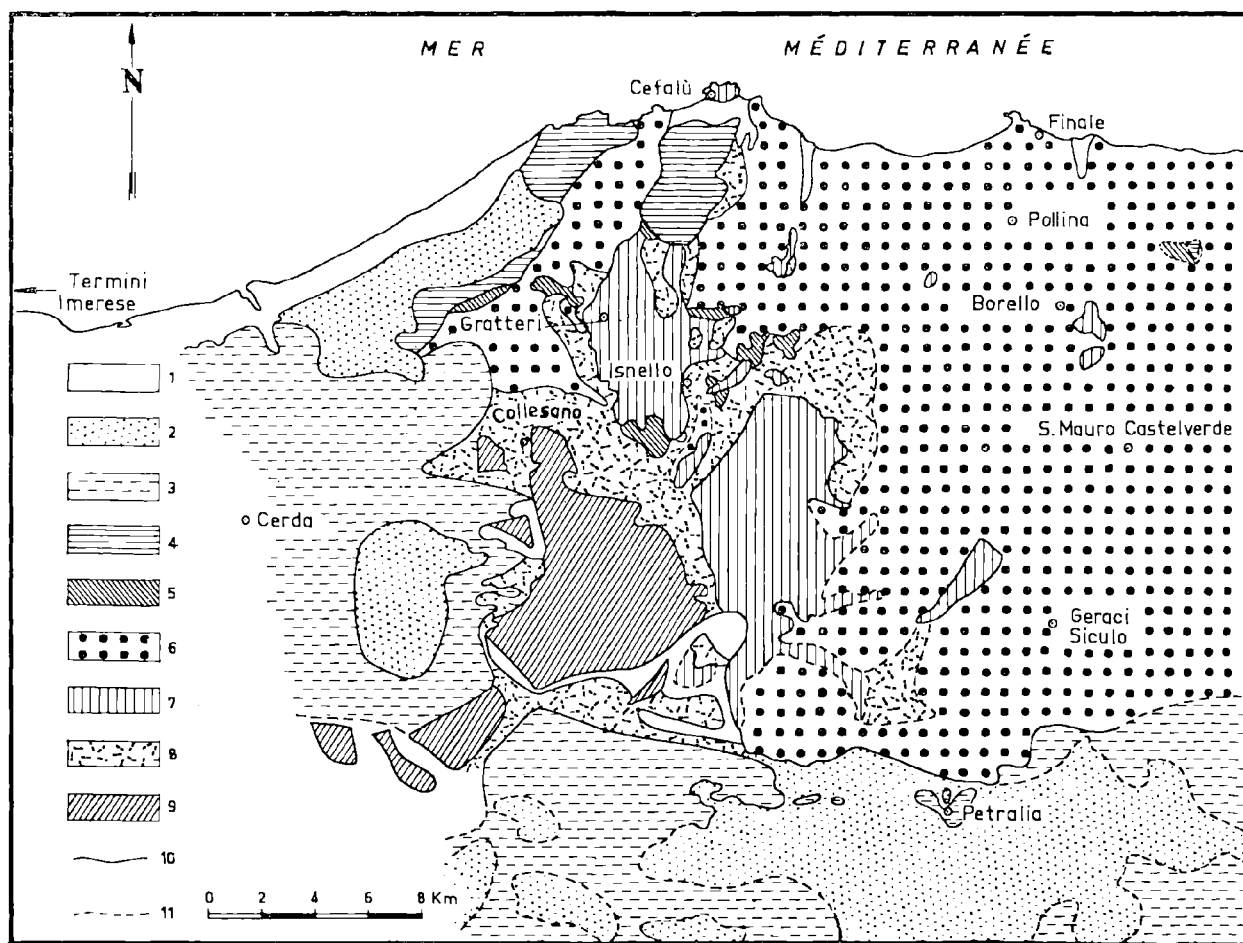 MER MÉDITERRANÉE
N
Cefalù
Finale
Pollina
Termini
Imerese
Borello
Gratteri
Isnello
Collesano
S. Mauro Castelverde
Cerda
Geraci
Siculo
Petralia
1
2
3
4
5
6
7
8
9
10
11
0 2 4 6 8 Km